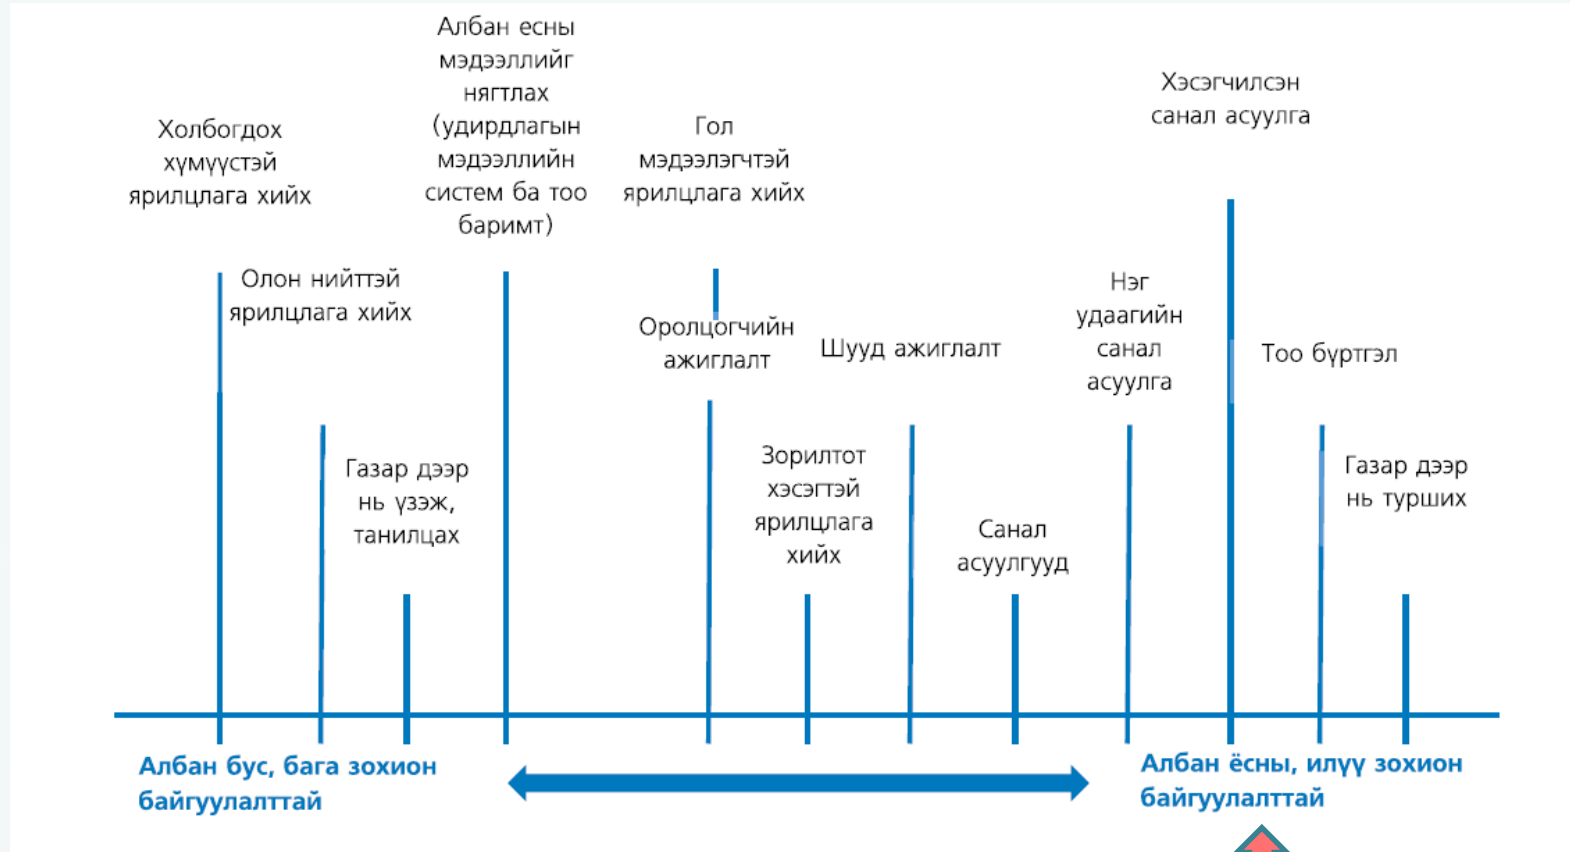 Холбогдох
хүмүүстэй
ярилцлага хийх
Олон нийттэй
ярилцлага хийх
Газар дээр
нь үзэж,
танилцах
Албан есны
мэдээллийг
нягтлах
(удирдлагын
мэдээллийн
систем ба тоо
баримт)
Гол
мэдээлэгчтэй
ярилцлага хийх
Оролцогчийн
ажиглалт
Зорилтот
хэсэгтэй
ярилцлага
хийх
Шууд ажиглалт
Санал
асуулгууд
Нэг
удаагийн
санал
асуулга
Хэсэгчилсэн
санал асуулга
Тоо бүртгэл
Газар дээр
нь турших
Албан бус, бага зохион
байгуулалттай
Албан ёсны, илүү зохион
байгуулалттай